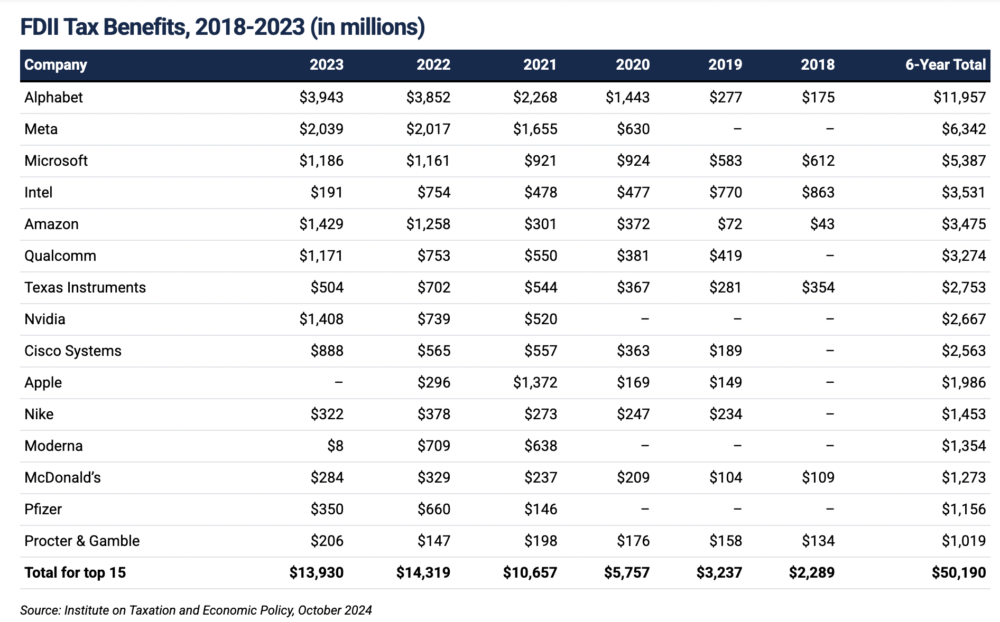 FDII Tax Benefits, 2018-2023 (in millions)
Company 2023 2022 2021 2020 2019 2018 6-Year Total
Alphabet $3,943 $3,852 $2,268 $1,443 $277 $175 $11,957
Meta $2,039 $2,017 $1,655 $630 – – $6,342
Microsoft $1,186 $1,161 $921 $924 $583 $612 $5,387
Intel $191 $754 $478 $477 $770 $863 $3,531
Amazon $1,429 $1,258 $301 $372 $72 $43 $3,475
Qualcomm $1,171 $753 $550 $381 $419 – $3,274
Texas Instruments $504 $702 $544 $367 $281 $354 $2,753
Nvidia $1,408 $739 $520 – – – $2,667
Cisco Systems $888 $565 $557 $363 $189 – $2,563
Apple – $296 $1,372 $169 $149 – $1,986
Nike $322 $378 $273 $247 $234 – $1,453
Moderna $8 $709 $638 – – – $1,354
McDonald’s $284 $329 $237 $209 $104 $109 $1,273
Pfizer $350 $660 $146 – – – $1,156
Procter & Gamble $206 $147 $198 $176 $158 $134 $1,019
Total for top 15 $13,930 $14,319 $10,657 $5,757 $3,237 $2,289 $50,190
Source: Institute on Taxation and Economic Policy, October 2024